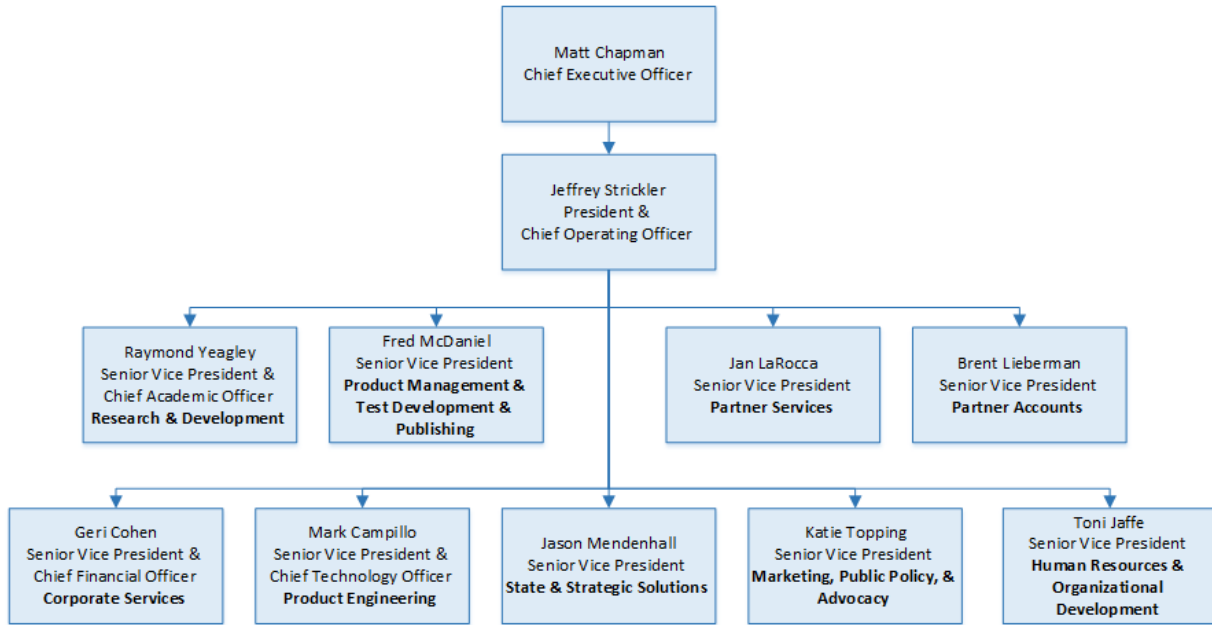 Matt Chapman
Chief Executive Officer
Jeffrey Strickler
President &
Chief Operating Officer
Raymond Yeagley
Senior Vice President &
Chief Academic Officer
Research & Development
Fred McDaniel
Senior Vice President
Product Management &
Test Development &
Publishing
Jan LaRocca
Senior Vice President
Partner Services
Brent Lieberman
Senior Vice President
Partner Accounts
Geri Cohen
Senior Vice President &
Chief Financial Officer
Corporate Services
Mark Campillo
Senior Vice President &
Chief Technology Officer
Product Engineering
Jason Mendenhall
Senior Vice President
State & Strategic Solutions
Katie Topping
Senior Vice President
Marketing, Public Policy, &
Advocacy
Toni Jaffe
Senior Vice President
Human Resources &
Organizational
Development